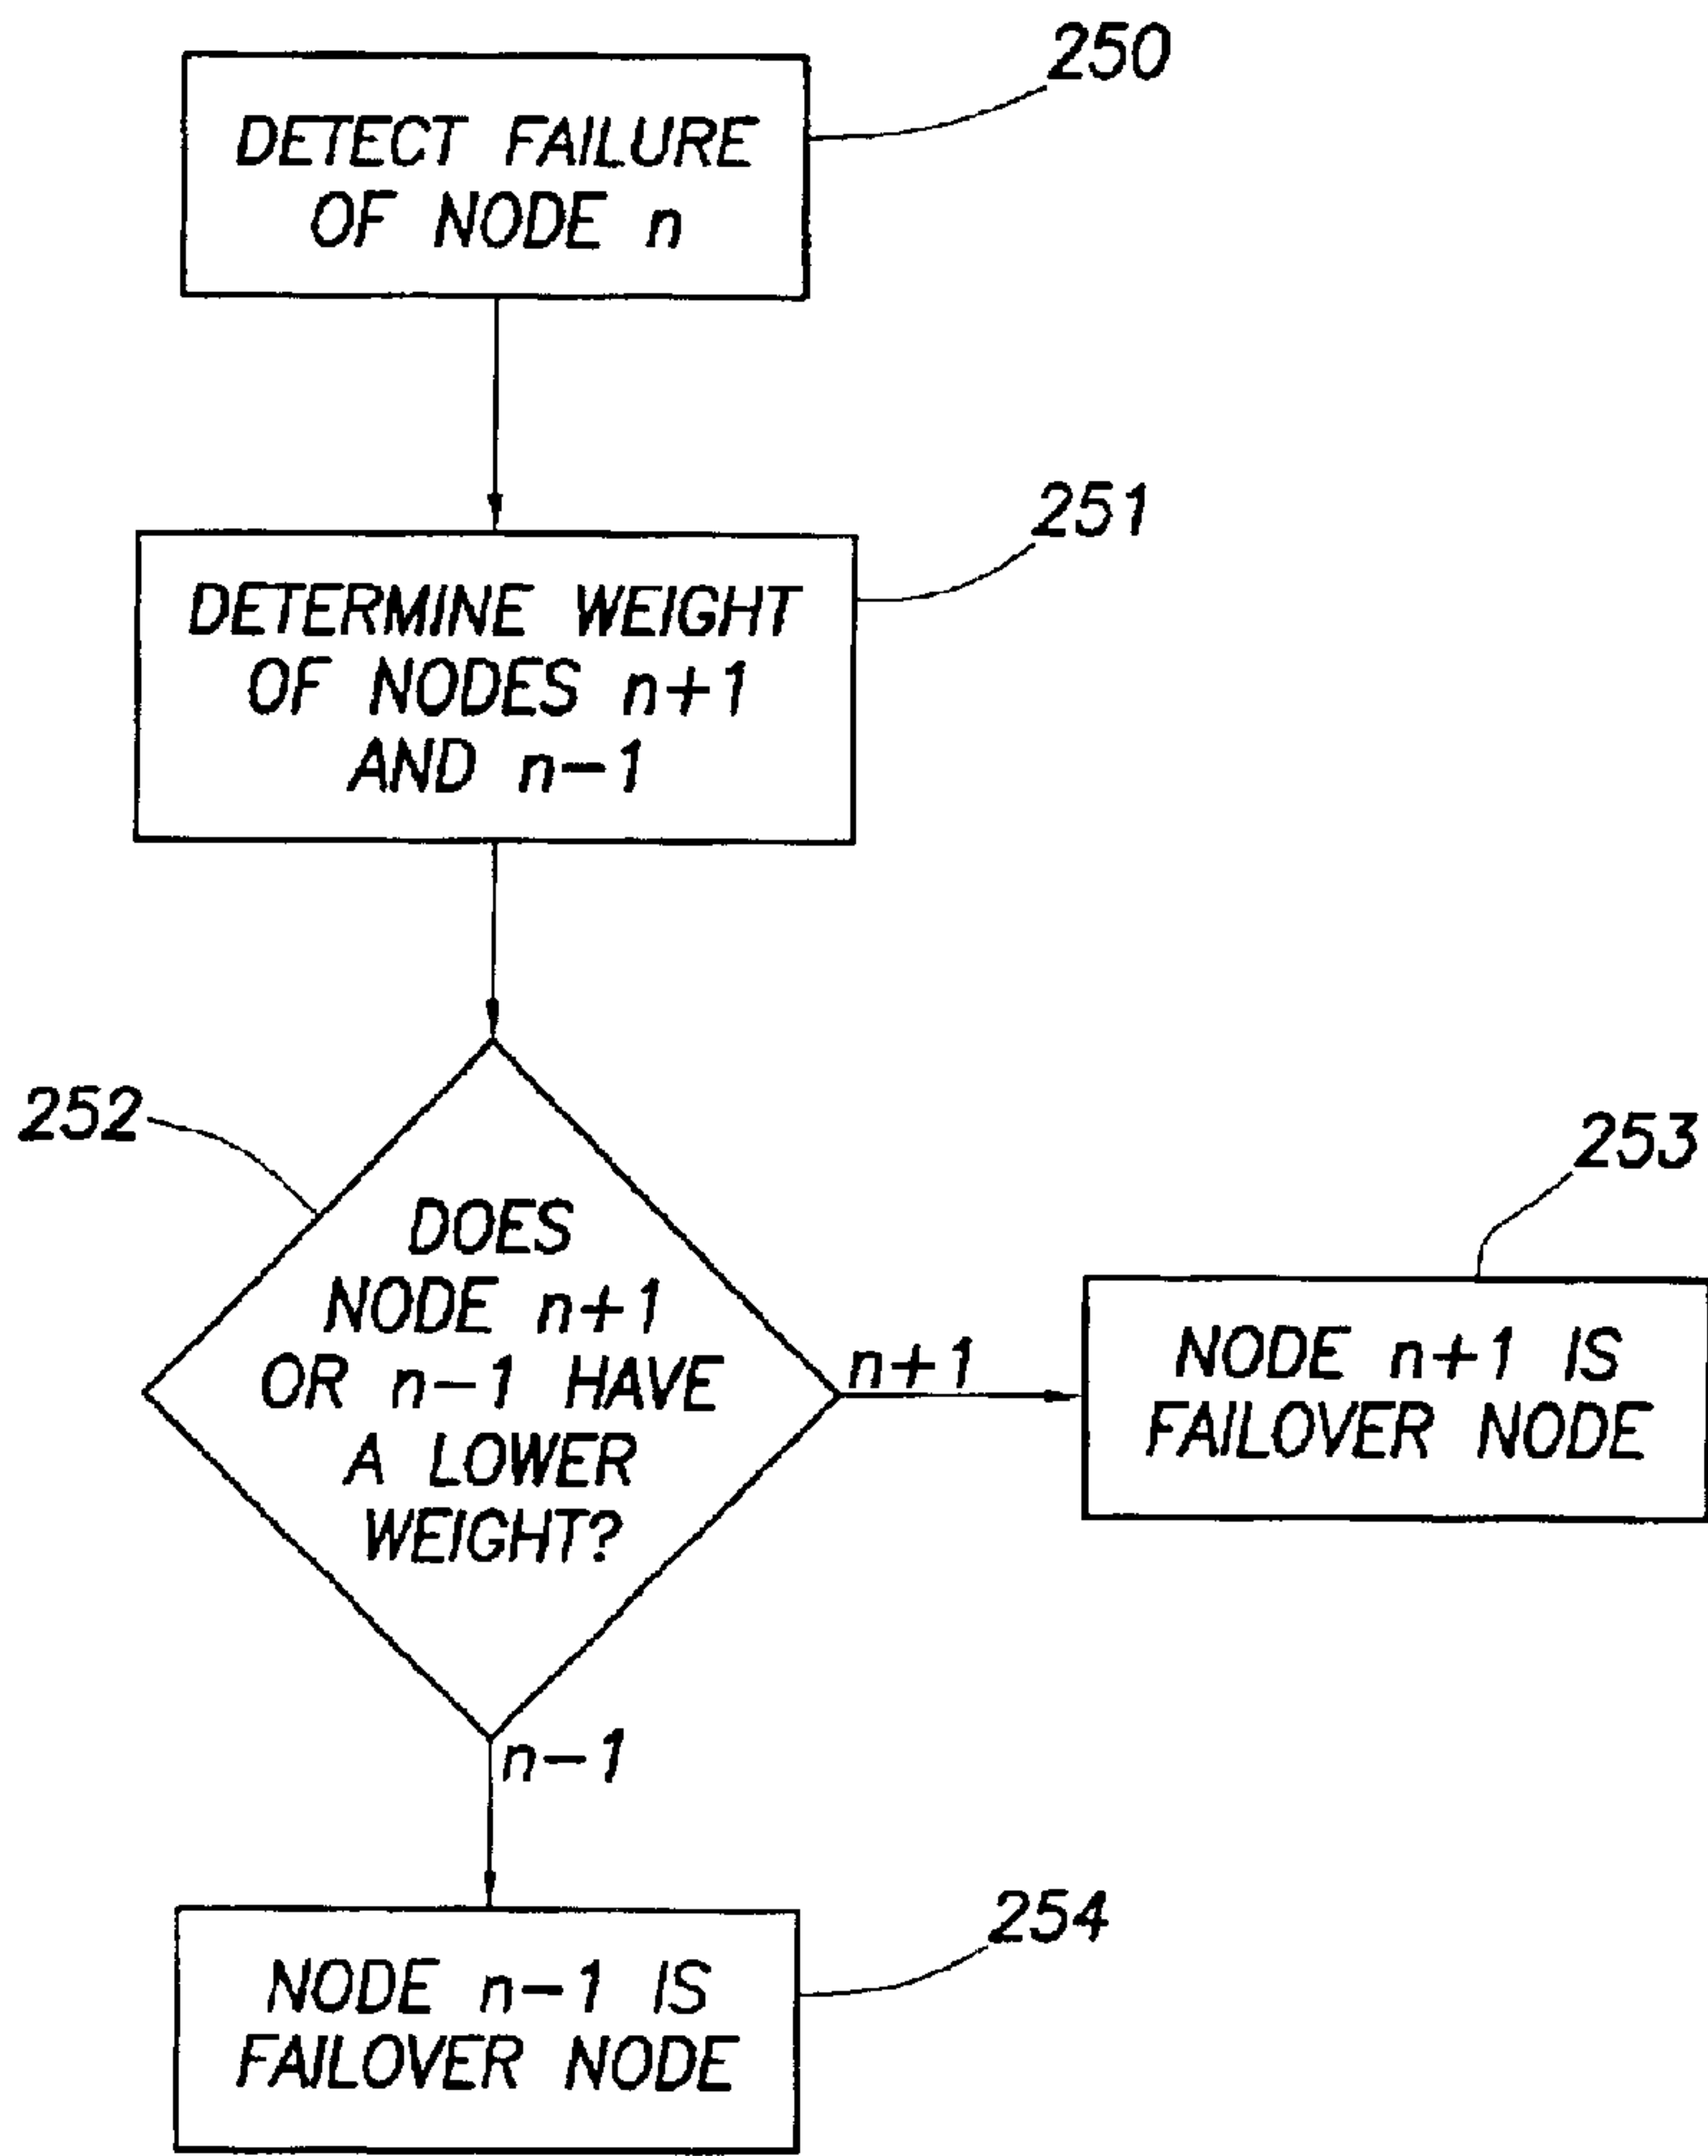 250
DETECT FAILURE
OF NODE n
251
DETERMINE WEIGHT
OF NODES n+1
AND n-1
252
DOES
NODE n+1
OR n-1 HAVE
A LOWER
WEIGHT?
n+1
253
NODE n+1 IS
FAILOVER NODE
n-1
254
NODE n-1 IS
FAILOVER NODE